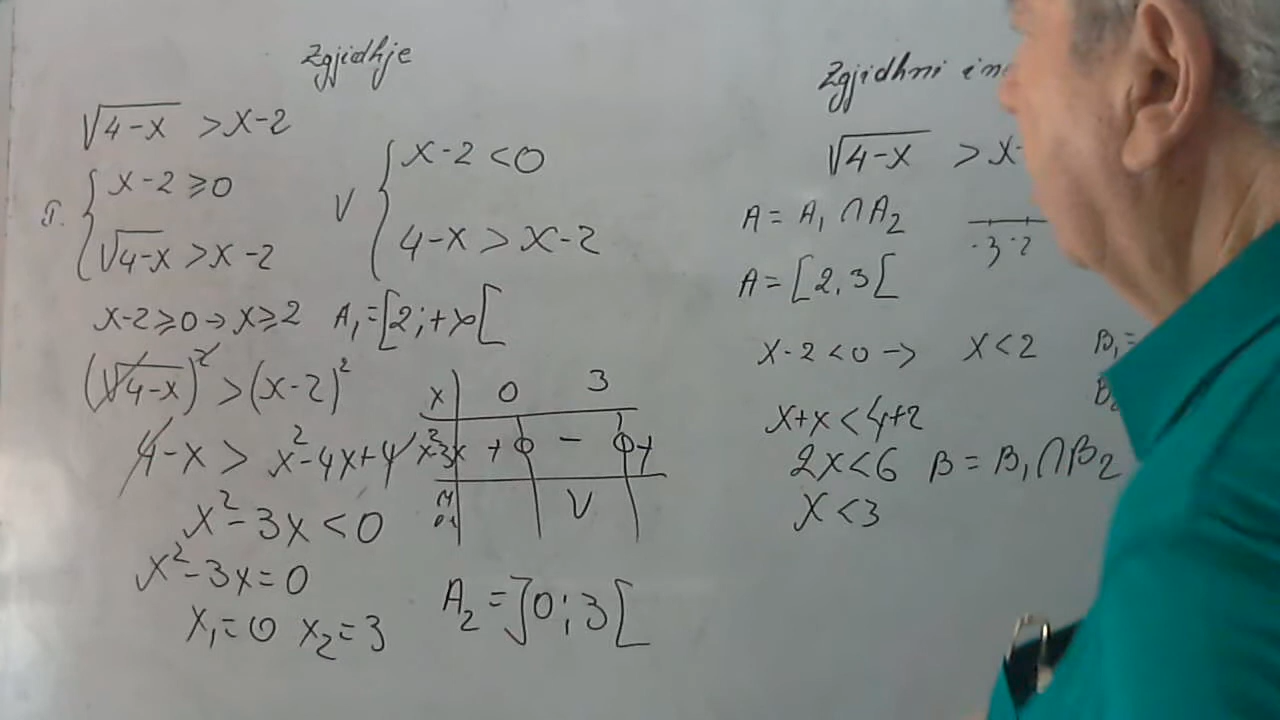 Zgjidhje
√4-x > x-2
I. { x-2 ≥ 0
√4-x > x-2
V { x-2 < 0
4-x > x-2
x-2 ≥ 0 → x ≥ 2 A₁ = [2; +∞[
(√4-x)² > (x-2)²
4-x > x²-4x+4
x²-3x < 0
x²-3x = 0
x₁ = 0 x₂ = 3
x | 0 3
x²-3x | + 0 - 0 +
V
A₂ = ]0; 3[
Zgjidhni
√4-x > x-
A = A₁ ∩ A₂
-3 -2
A = [2, 3[
x-2 < 0 → x < 2 B₁ =
x+x < 4+2
2x < 6 B = B₁ ∩ B₂
x < 3